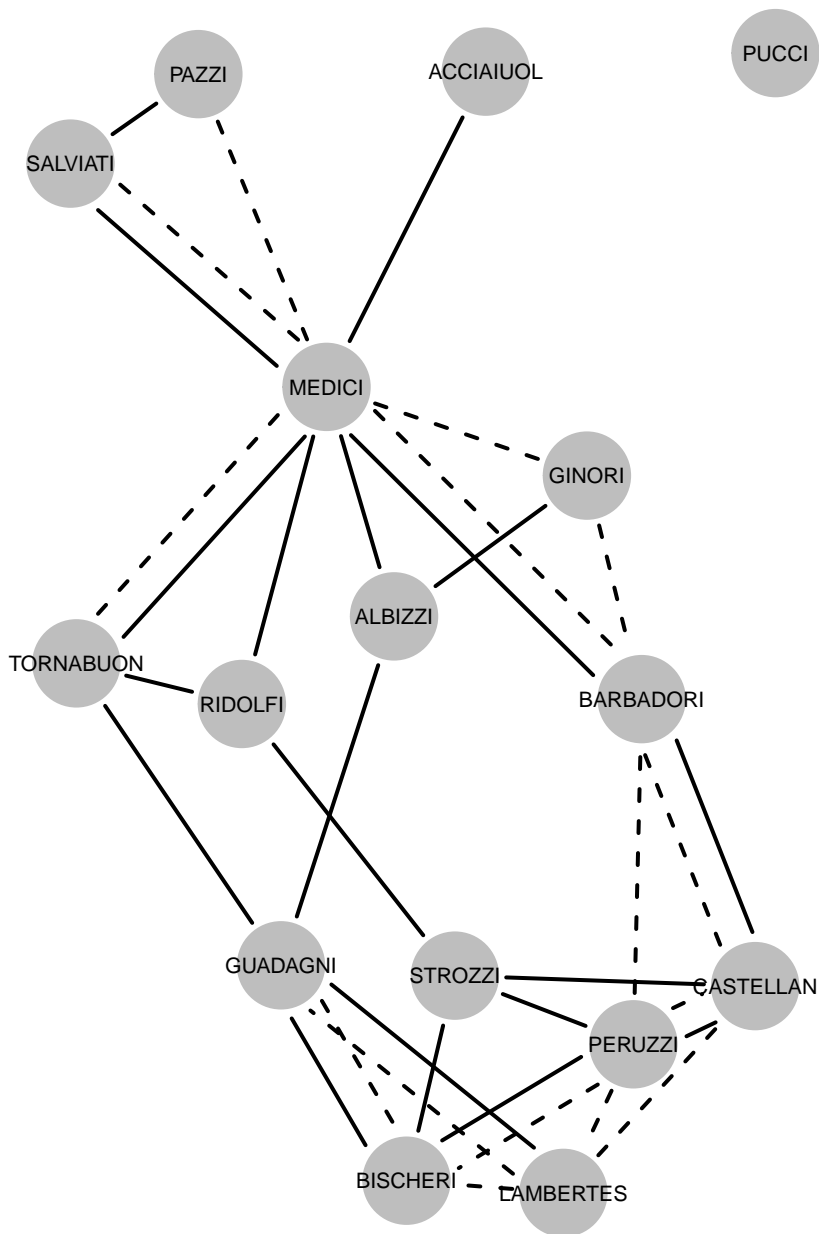 PUCCI
ACCIAIUOL
PAZZI
SALVIATI
MEDICI
GINORI
ALBIZZI
TORNABUON
RIDOLFI
BARBADORI
GUADAGNI
STROZZI
CASTELLAN
PERUZZI
BISCHERI
LAMBERTES